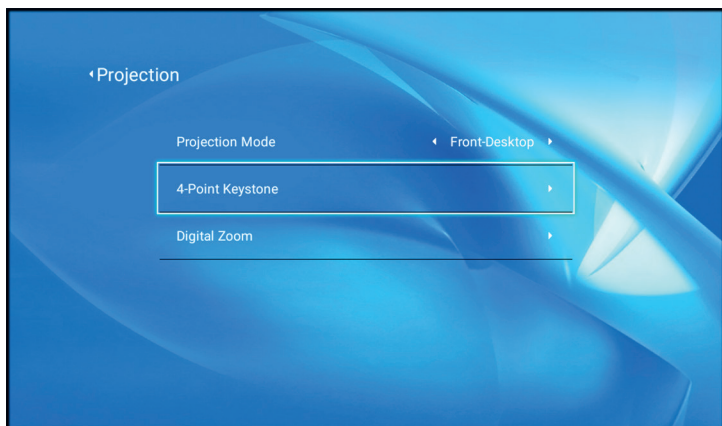 Projection
Projection Mode Front-Desktop
4-Point Keystone
Digital Zoom